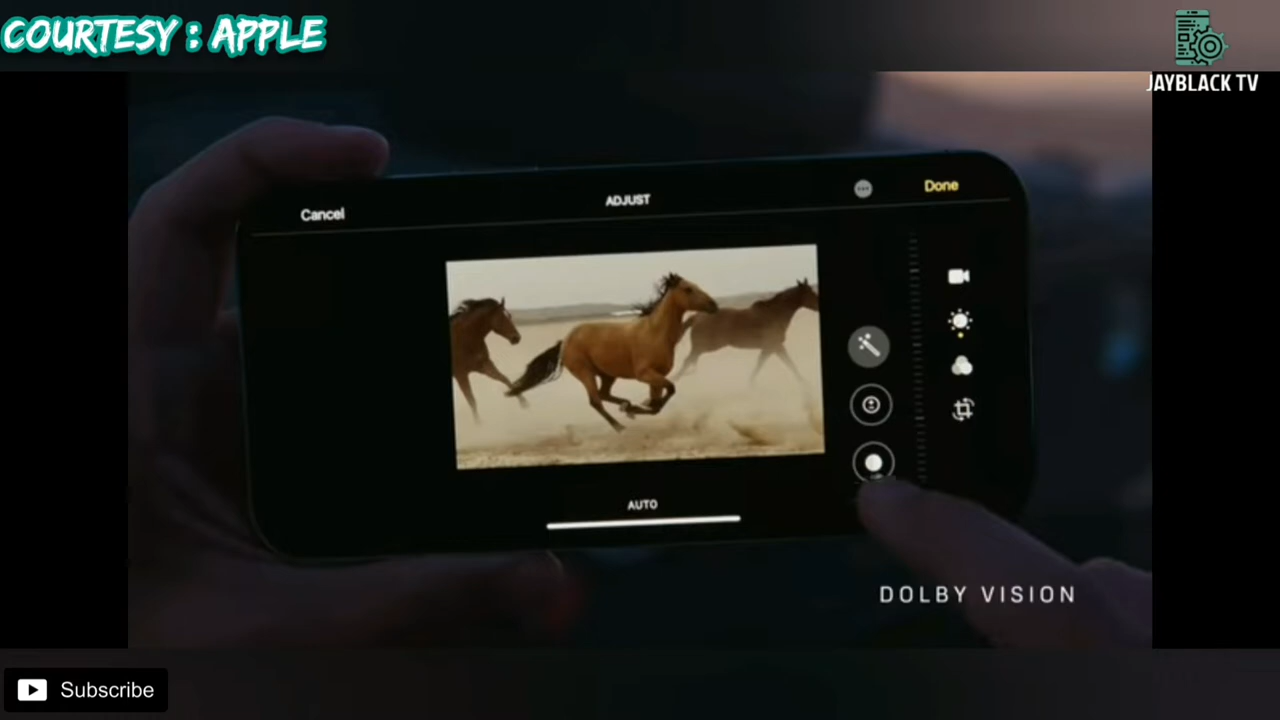 COURTESY : APPLE
JAYBLACK TV
Cancel
ADJUST
Done
AUTO
DOLBY VISION
Subscribe